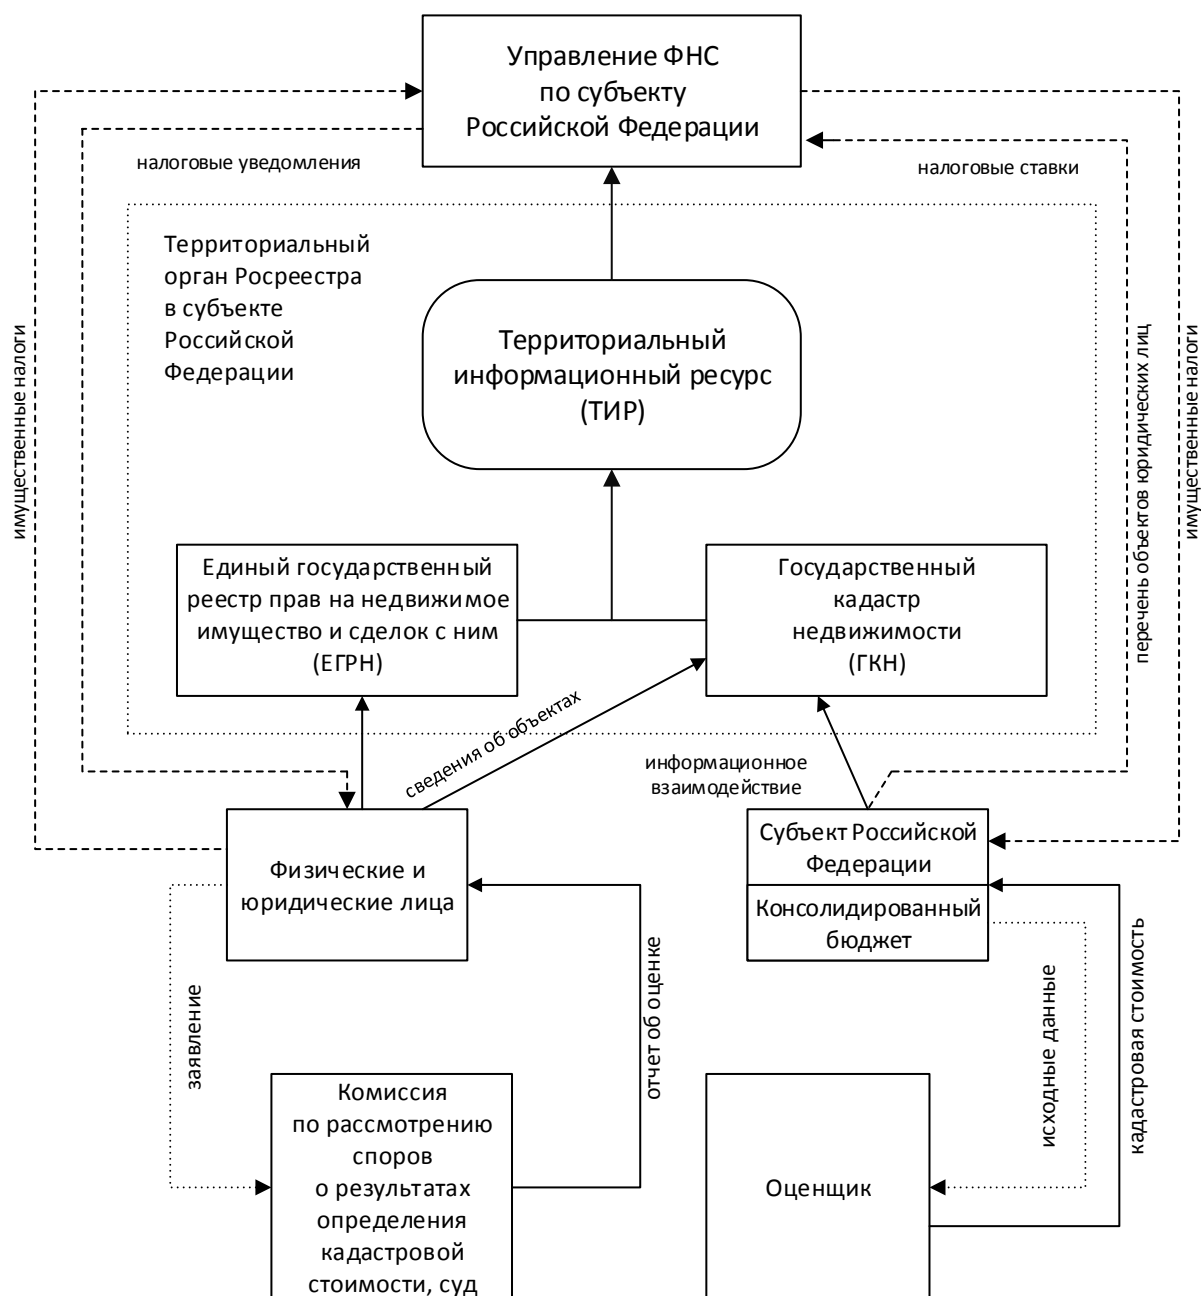 Управление ФНС
по субъекту
Российской Федерации
налоговые уведомления
налоговые ставки
Территориальный
орган Росреестра
в субъекте
Российской
Федерации
Территориальный
информационный ресурс
(ТИР)
имущественные налоги
перечень объектов юридических лиц
имущественные налоги
Единый государственный
реестр прав на недвижимое
имущество и сделок с ним
(ЕГРН)
Государственный
кадастр
недвижимости
(ГКН)
сведения об объектах
информационное
взаимодействие
Физические и
юридические лица
Субъект Российской
Федерации
Консолидированный
бюджет
заявление
отчет об оценке
исходные данные
кадастровая стоимость
Комиссия
по рассмотрению
споров
о результатах
определения
кадастровой
стоимости, суд
Оценщик